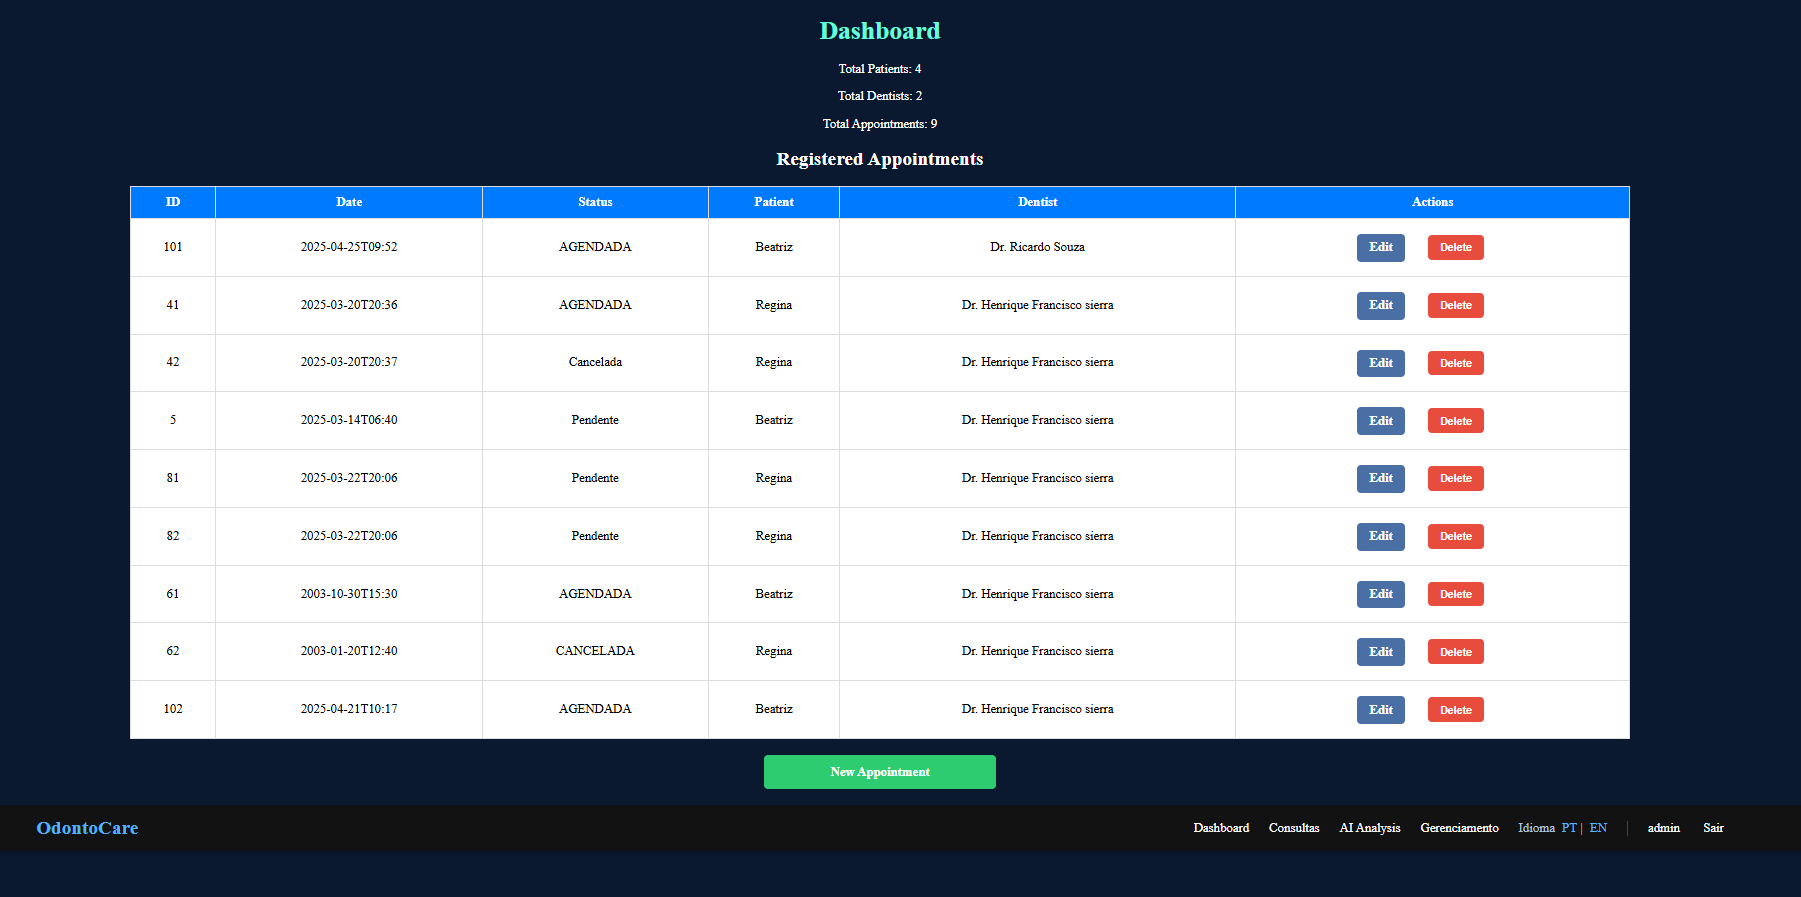 Dashboard
Total Patients: 4
Total Dentists: 2
Total Appointments: 9
Registered Appointments
ID Date Status Patient Dentist Actions
101 2025-04-25T09:52 AGENDADA Beatriz Dr. Ricardo Souza Edit Delete
41 2025-03-20T20:36 AGENDADA Regina Dr. Henrique Francisco sierra Edit Delete
42 2025-03-20T20:37 Cancelada Regina Dr. Henrique Francisco sierra Edit Delete
5 2025-03-14T06:40 Pendente Beatriz Dr. Henrique Francisco sierra Edit Delete
81 2025-03-22T20:06 Pendente Regina Dr. Henrique Francisco sierra Edit Delete
82 2025-03-22T20:06 Pendente Regina Dr. Henrique Francisco sierra Edit Delete
61 2003-10-30T15:30 AGENDADA Beatriz Dr. Henrique Francisco sierra Edit Delete
62 2003-01-20T12:40 CANCELADA Regina Dr. Henrique Francisco sierra Edit Delete
102 2025-04-21T10:17 AGENDADA Beatriz Dr. Henrique Francisco sierra Edit Delete
New Appointment
OdontoCare Dashboard Consultas AI Analysis Gerenciamento Idioma PT | EN | admin Sair